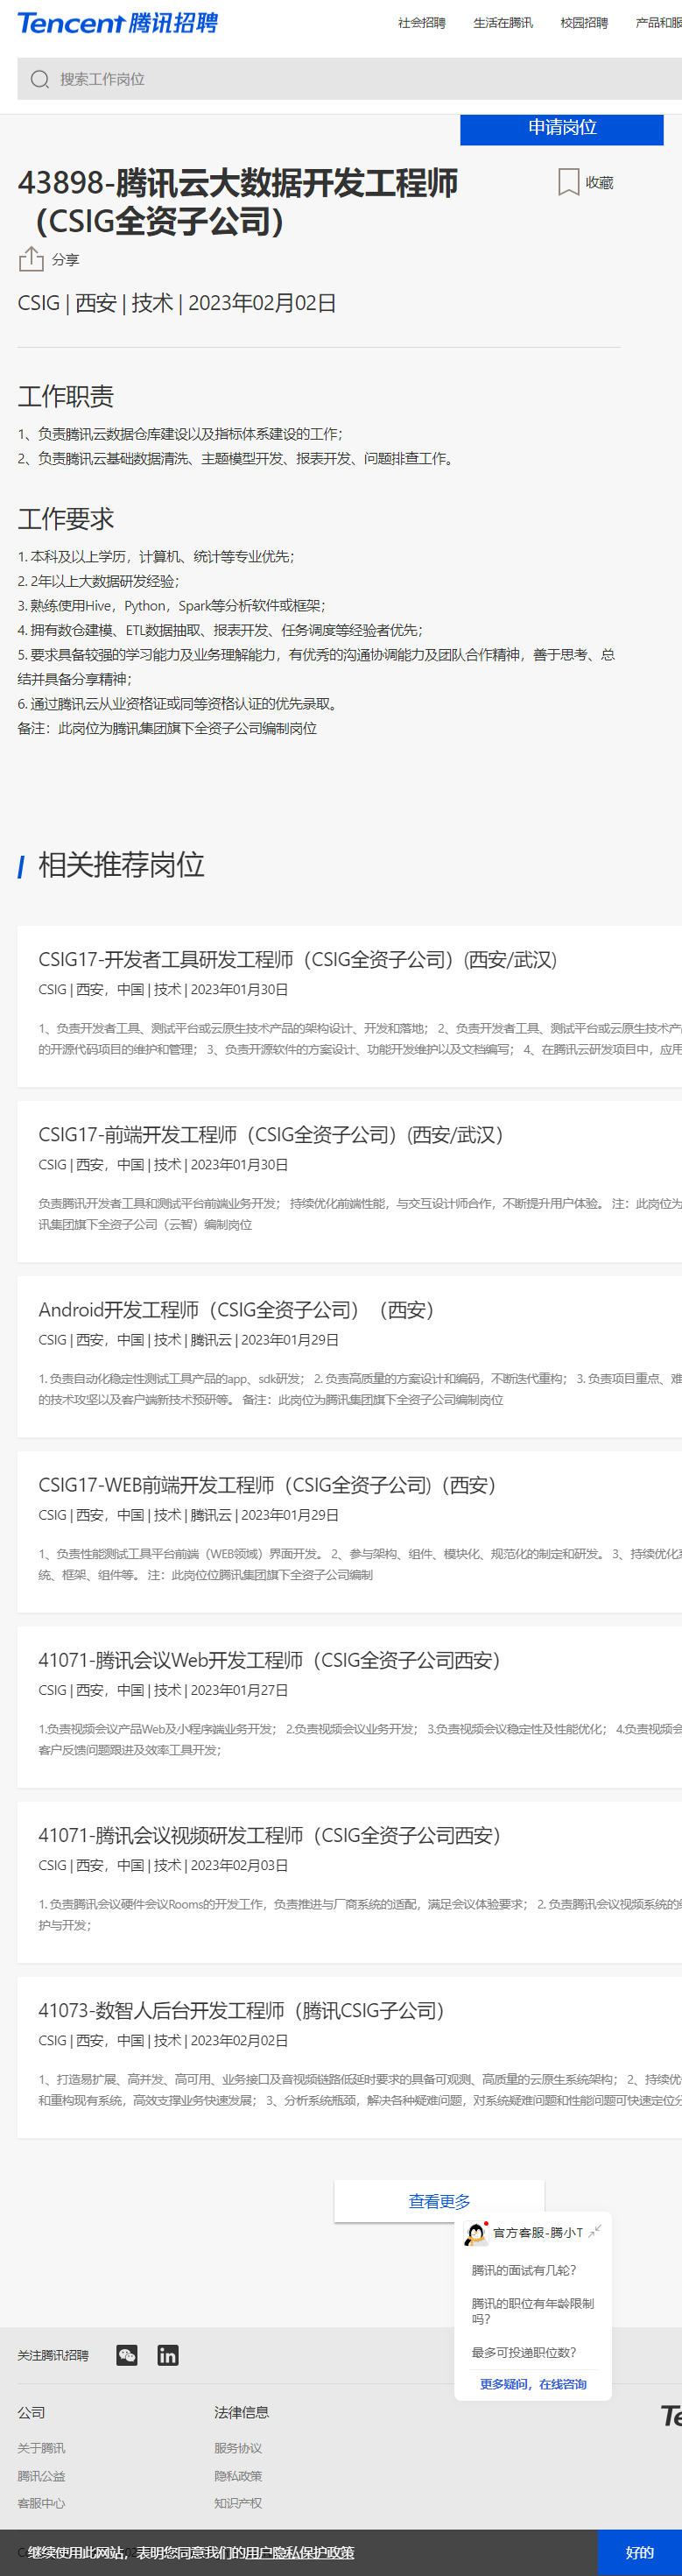 Tencent 腾讯招聘
社会招聘 生活在腾讯 校园招聘 产品和服
搜索工作岗位
申请岗位
43898-腾讯云大数据开发工程师
（CSIG全资子公司）
收藏
分享
CSIG | 西安 | 技术 | 2023年02月02日
工作职责
1、负责腾讯云数据仓库建设以及指标体系建设的工作；
2、负责腾讯云基础数据清洗、主题模型开发、报表开发、问题排查工作。
工作要求
1. 本科及以上学历，计算机、统计等专业优先；
2. 2年以上大数据研发经验；
3. 熟练使用Hive，Python，Spark等分析软件或框架；
4. 拥有数仓建模、ETL数据抽取、报表开发、任务调度等经验者优先；
5. 要求具备较强的学习能力及业务理解能力，有优秀的沟通协调能力及团队合作精神，善于思考、总
结并具备分享精神；
6. 通过腾讯云从业资格证或同等资格认证的优先录取。
备注：此岗位为腾讯集团旗下全资子公司编制岗位
相关推荐岗位
CSIG17-开发者工具研发工程师（CSIG全资子公司）(西安/武汉)
CSIG | 西安，中国 | 技术 | 2023年01月30日
1、负责开发者工具、测试平台或云原生技术产品的架构设计、开发和落地； 2、负责开发者工具、测试平台或云原生技术产
的开源代码项目的维护和管理； 3、负责开源软件的方案设计、功能开发维护以及文档编写； 4、在腾讯云研发项目中，应用
CSIG17-前端开发工程师（CSIG全资子公司）(西安/武汉）
CSIG | 西安，中国 | 技术 | 2023年01月30日
负责腾讯开发者工具和测试平台前端业务开发； 持续优化前端性能，与交互设计师合作，不断提升用户体验。 注：此岗位为
讯集团旗下全资子公司（云智）编制岗位
Android开发工程师（CSIG全资子公司）（西安）
CSIG | 西安，中国 | 技术 | 腾讯云 | 2023年01月29日
1. 负责自动化稳定性测试工具产品的app、sdk研发； 2. 负责高质量的方案设计和编码，不断迭代重构； 3. 负责项目重点、难
的技术攻坚以及客户端新技术预研等。 备注：此岗位为腾讯集团旗下全资子公司编制岗位
CSIG17-WEB前端开发工程师（CSIG全资子公司)（西安）
CSIG | 西安，中国 | 技术 | 腾讯云 | 2023年01月29日
1、负责性能测试工具平台前端（WEB领域）界面开发。 2、参与架构、组件、模块化、规范化的制定和研发。 3、持续优化系
统、框架、组件等。 注：此岗位位腾讯集团旗下全资子公司编制
41071-腾讯会议Web开发工程师（CSIG全资子公司西安）
CSIG | 西安，中国 | 技术 | 2023年01月27日
1.负责视频会议产品Web及小程序端业务开发； 2.负责视频会议业务开发； 3.负责视频会议稳定性及性能优化； 4.负责视频会
客户反馈问题跟进及效率工具开发；
41071-腾讯会议视频研发工程师（CSIG全资子公司西安）
CSIG | 西安，中国 | 技术 | 2023年02月03日
1. 负责腾讯会议硬件会议Rooms的开发工作，负责推进与厂商系统的适配，满足会议体验要求； 2. 负责腾讯会议视频系统的维
护与开发；
41073-数智人后台开发工程师（腾讯CSIG子公司）
CSIG | 西安，中国 | 技术 | 2023年02月02日
1、打造易扩展、高并发、高可用、业务接口及音视频链路低延时要求的具备可观测、高质量的云原生系统架构； 2、持续优
和重构现有系统，高效支撑业务快速发展； 3、分析系统瓶颈，解决各种疑难问题，对系统疑难问题和性能问题可快速定位分
查看更多
官方客服-腾小T
腾讯的面试有几轮？
腾讯的职位有年龄限制
吗？
最多可投递职位数？
更多疑问，在线咨询
关注腾讯招聘
公司 法律信息
关于腾讯 服务协议
腾讯公益 隐私政策
客服中心 知识产权
继续使用此网站，表明您同意我们的用户隐私保护政策
好的